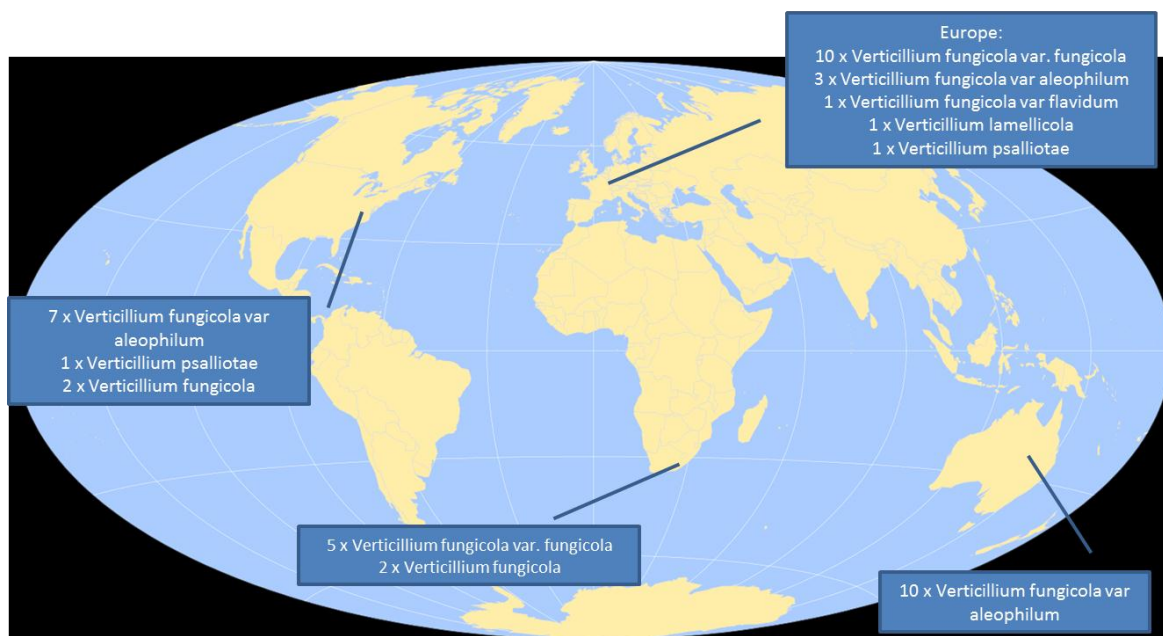 Europe:
10 x Verticillium fungicola var. fungicola
3 x Verticillium fungicola var aleophilum
1 x Verticillium fungicola var flavidum
1 x Verticillium lamellicola
1 x Verticillium psalliotae
7 x Verticillium fungicola var
aleophilum
1 x Verticillium psalliotae
2 x Verticillium fungicola
5 x Verticillium fungicola var. fungicola
2 x Verticillium fungicola
10 x Verticillium fungicola var
aleophilum